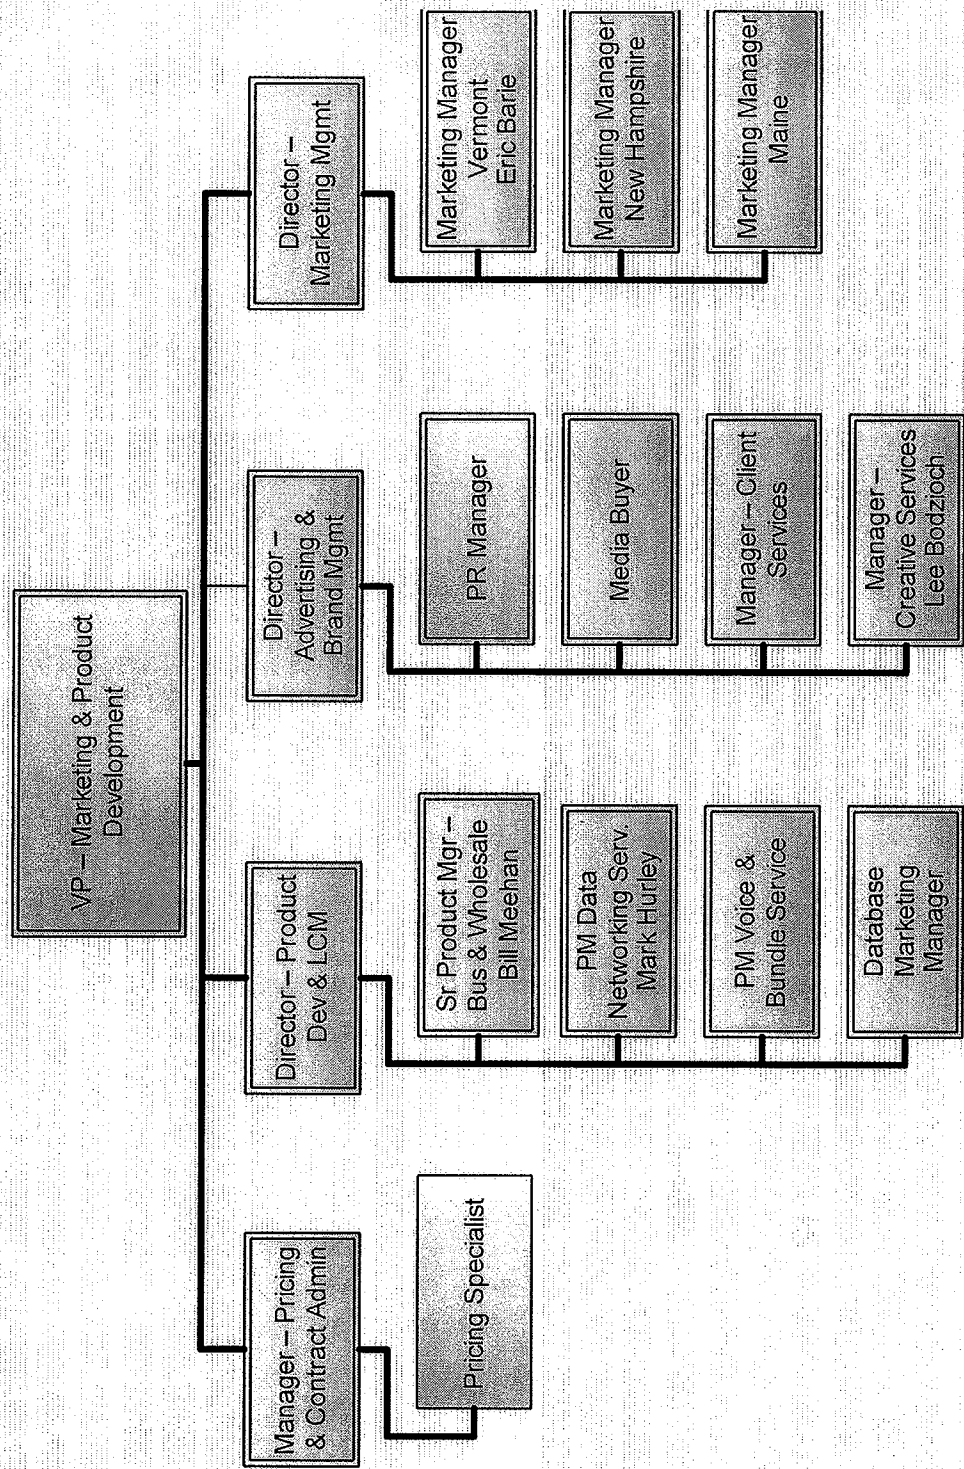 VP – Marketing & Product
Development
Manager – Pricing
& Contract Admin
Pricing Specialist
Director – Product
Dev & LCM
Sr Product Mgr –
Bus & Wholesale
Bill Meehan
PM Data
Networking Serv.
Mark Hurley
PM Voice &
Bundle Service
Database
Marketing
Manager
Director –
Advertising &
Brand Mgmt
PR Manager
Media Buyer
Manager – Client
Services
Manager –
Creative Services
Lee Bodzioch
Director –
Marketing Mgmt
Marketing Manager
Vermont
Eric Barie
Marketing Manager
New Hampshire
Marketing Manager
Maine